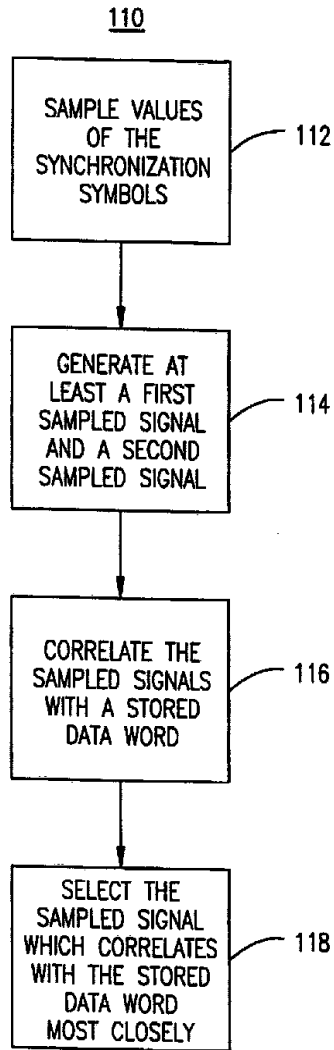 110
SAMPLE VALUES
OF THE
SYNCHRONIZATION
SYMBOLS
112
GENERATE AT
LEAST A FIRST
SAMPLED SIGNAL
AND A SECOND
SAMPLED SIGNAL
114
CORRELATE THE
SAMPLED SIGNALS
WITH A STORED
DATA WORD
116
SELECT THE
SAMPLED SIGNAL
WHICH CORRELATES
WITH THE STORED
DATA WORD
MOST CLOSELY
118